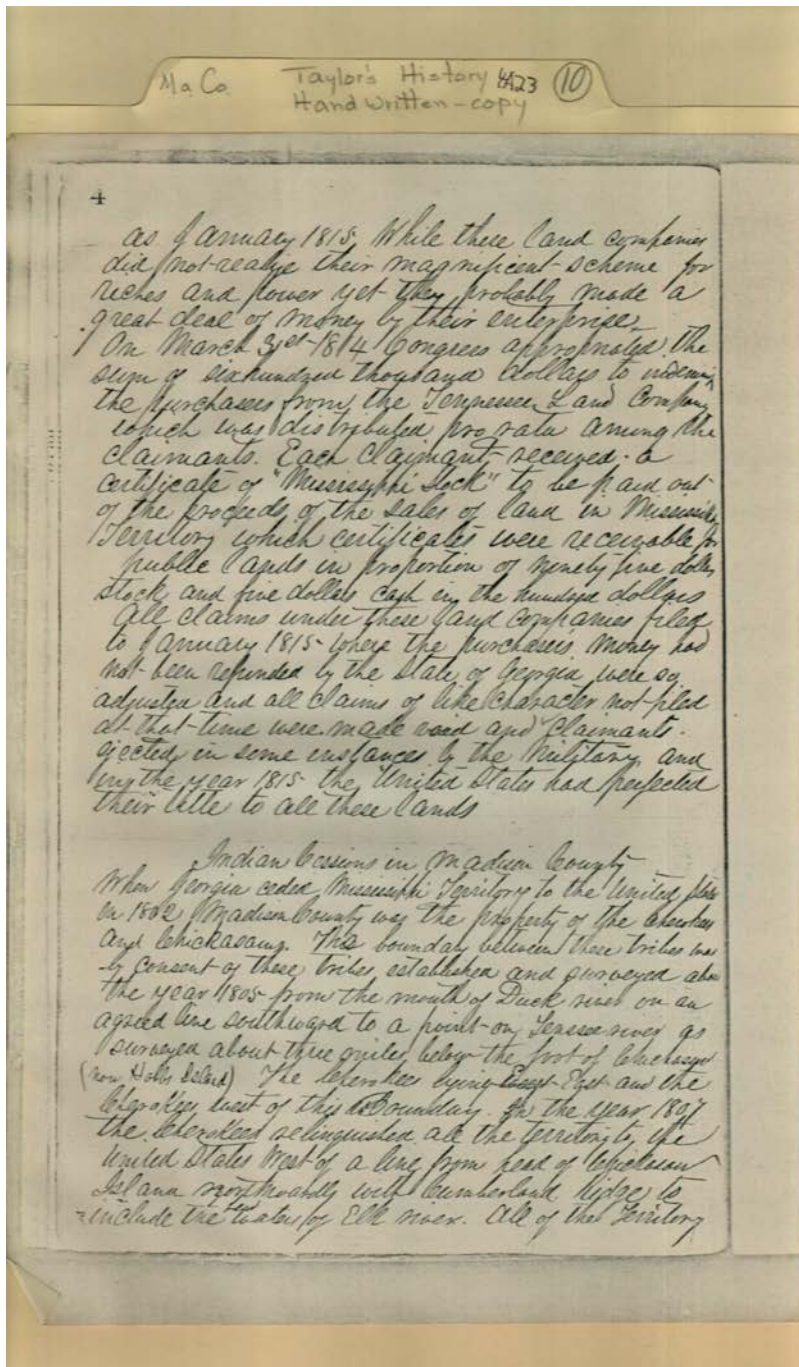 Ma Co. Taylor's History 4A23 10
Hand written - copy
4
as January 1815. While these land companies
did not realize their magnificent scheme for
riches and power yet they probably made a
great deal of money by their enterprise
On March 31st 1814 Congress appropriated the
sum of six hundred thousand dollars to
the purchasers from the Tennessee Land Company
which was distributed pro rata among the
claimants. Each claimant received a
certificate of "Mississippi Stock" to be paid out
of the proceeds of the sales of land in Mississippi
Territory which certificates were receivable for
public lands in proportion of ninety five dollars
stock and five dollars cash in the hundred dollars
All claims under these land companies filed
to January 1815 where the purchasers money had
not been refunded by the State of Georgia were so
adjusted and all claims of like character not filed
at that time were made void and claimants
ejected in some instances by the Military, and
in the year 1815 the United States had perfected
their title to all these lands
Indian Cessions in Madison County
When Georgia ceded Mississippi Territory to the United States
in 1802 Madison County was the property of the Cherokees
and Chickasaws. The bounday between these tribes was
by consent of these tribes, established and surveyed about
the year 1805 from the mouth of Duck river on an
agreed line southward to a point on river as
surveyed about three miles below the foot of
(now Hobbs Island) The Cherokees lying East and the
Cherokees west of this Bounday. In the year 1807
the Cherokees relinquished all the territory to the
United States West of a line from head of Chickasaw
Island northwardly with Cumberland Ridge to
include the waters of Elk river. All of this Territory